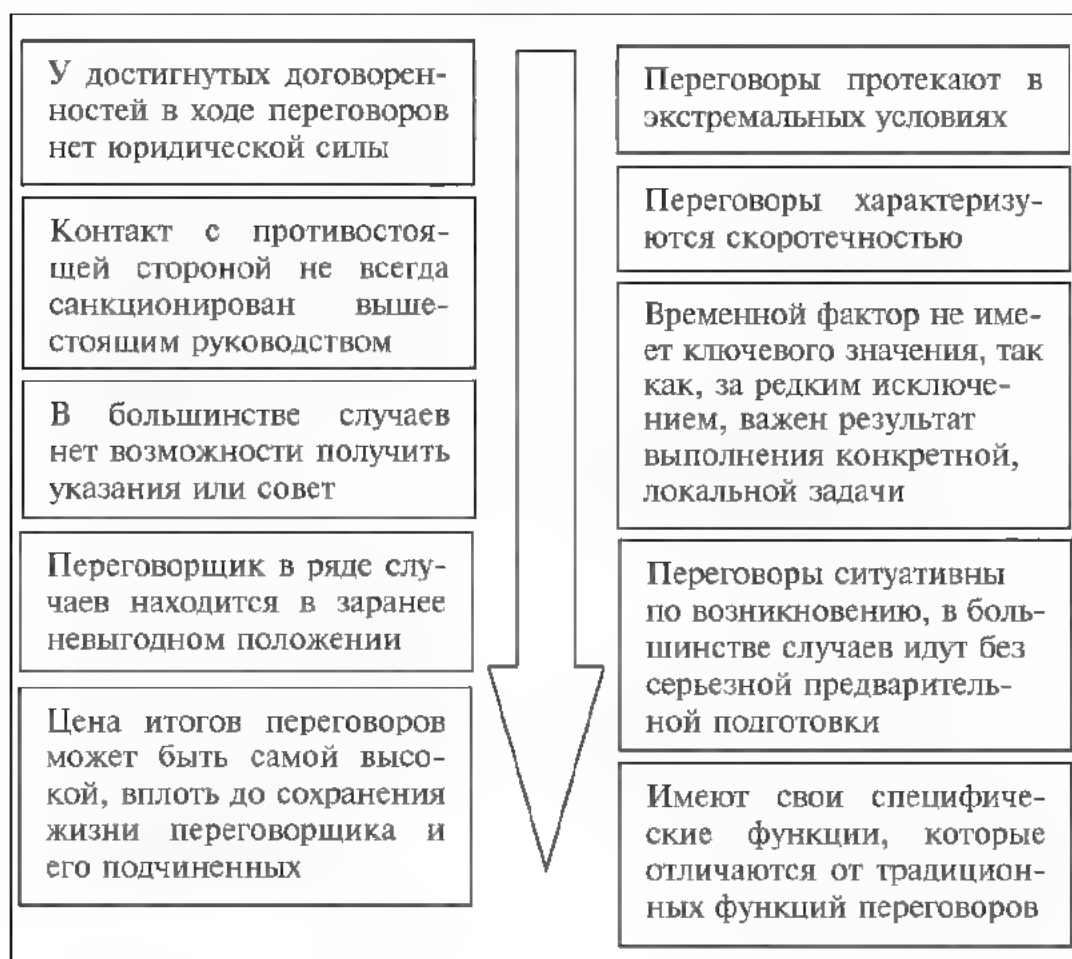 У достигнутых договорен-
ностей в ходе переговоров
нет юридической силы
Контакт с противостоя-
щей стороной не всегда
санкционирован выше-
стоящим руководством
В большинстве случаев
нет возможности получить
указания или совет
Переговорщик в ряде слу-
чаев находится в заранее
невыгодном положении
Цена итогов переговоров
может быть самой высо-
кой, вплоть до сохранения
жизни переговорщика и
его подчиненных
Переговоры протекают в
экстремальных условиях
Переговоры характеризу-
ются скоротечностью
Временной фактор не име-
ет ключевого значения, так
как, за редким исключе-
нием, важен результат
выполнения конкретной,
локальной задачи
Переговоры ситуативны
по возникновению, в боль-
шинстве случаев идут без
серьезной предваритель-
ной подготовки
Имеют свои специфиче-
ские функции, которые
отличаются от традицион-
ных функций переговоров